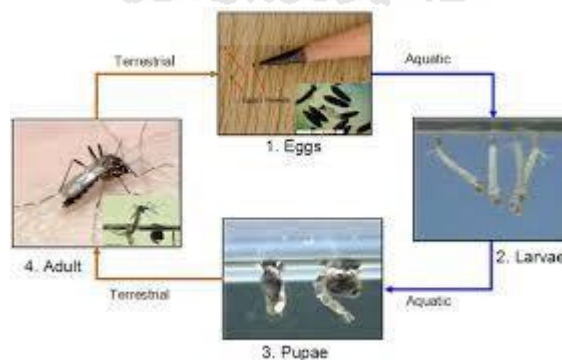 Terrestrial
Aquatic
1. Eggs
2. Larvae
4. Adult
Terrestrial
Aquatic
3. Pupae